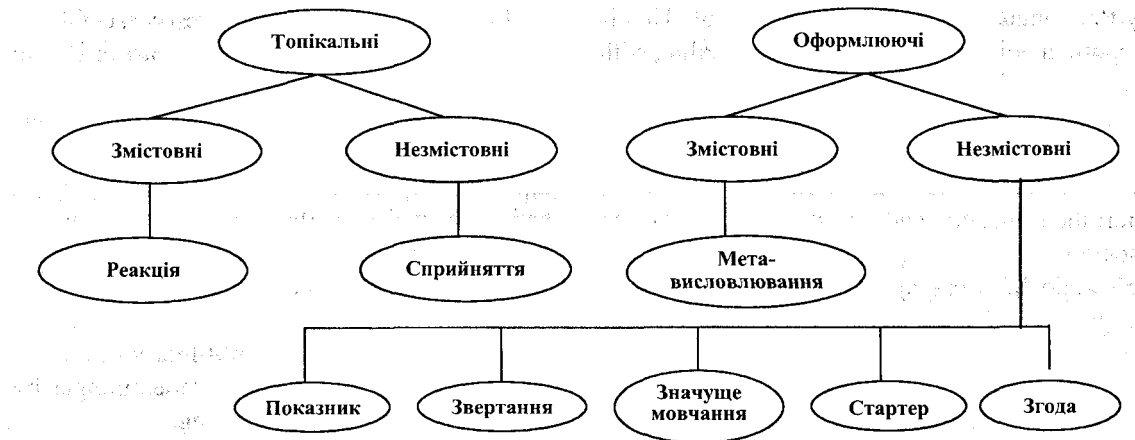 Топікальні
Оформлюючі
Змістовні
Незмістовні
Змістовні
Незмістовні
Реакція
Сприйняття
Мета-
висловлювання
Показник
Звертання
Значуще
мовчання
Стартер
Згода